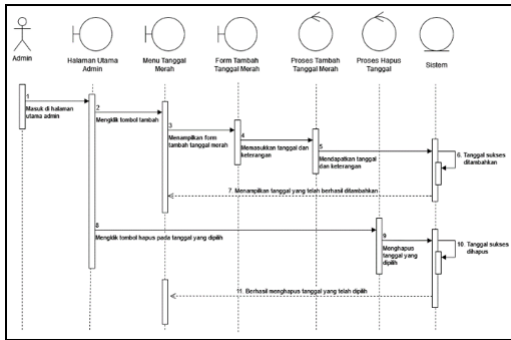 Admin
Halaman Utama
Admin
Menu Tanggal
Merah
Form Tambah
Tanggal Merah
Proses Tambah
Tanggal Merah
Proses Hapus
Tanggal
Sistem
1
Masuk di halaman
utama admin
2
Mengklik tombol tambah
3
Menampilkan form
tambah tanggal merah
4
Memasukkan tanggal dan
keterangan
5
Mendapatkan tanggal
dan keterangan
6. Tanggal sukses
ditambahkan
7. Menampilkan tanggal yang telah berhasil ditambahkan
8
Mengklik tombol hapus pada tanggal yang dipilih
9
Menghapus
tanggal yang
dipilih
10. Tanggal sukses
dihapus
11. Berhasil menghapus tanggal yang telah dipilih